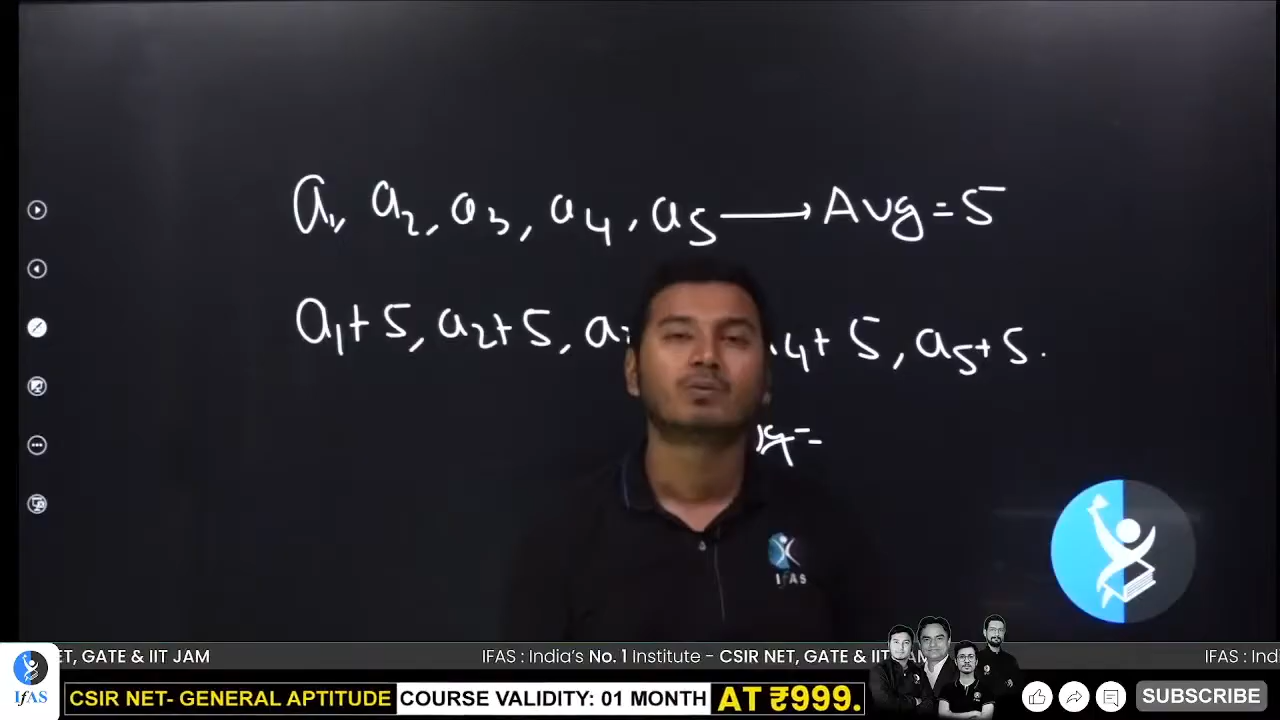 a1, a2, a3, a4, a5 → Avg = 5
a1+5, a2+5, a 4+5, a5+5.
IFAS
ET, GATE & IIT JAM
IFAS : India's No. 1 Institute - CSIR NET, GATE & IIT JAM
IFAS : Ind
IfAS
CSIR NET- GENERAL APTITUDE COURSE VALIDITY: 01 MONTH AT ₹999.
SUBSCRIBE